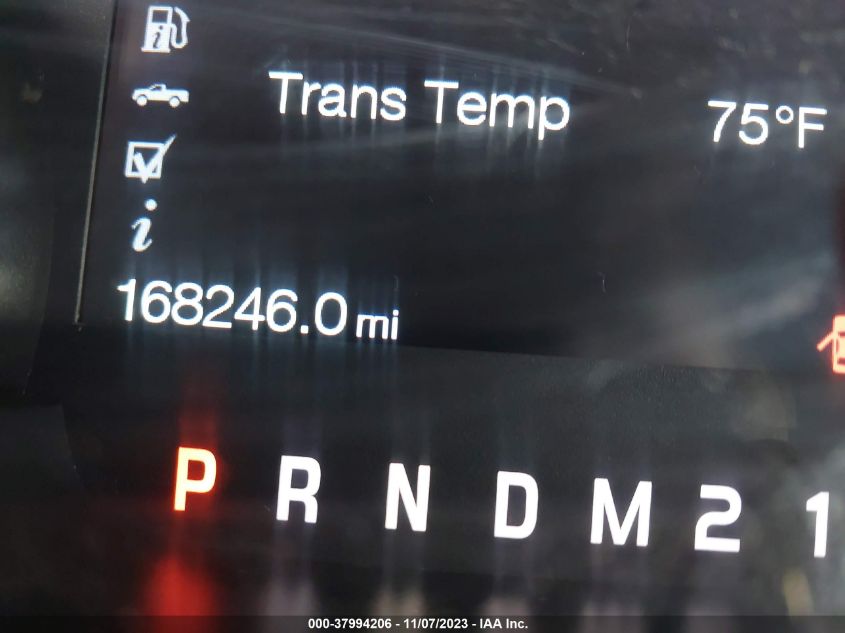 Trans Temp 75°F
i
168246.0 mi
P R N D M 2 1
000-37994206 - 11/07/2023 - IAA Inc.